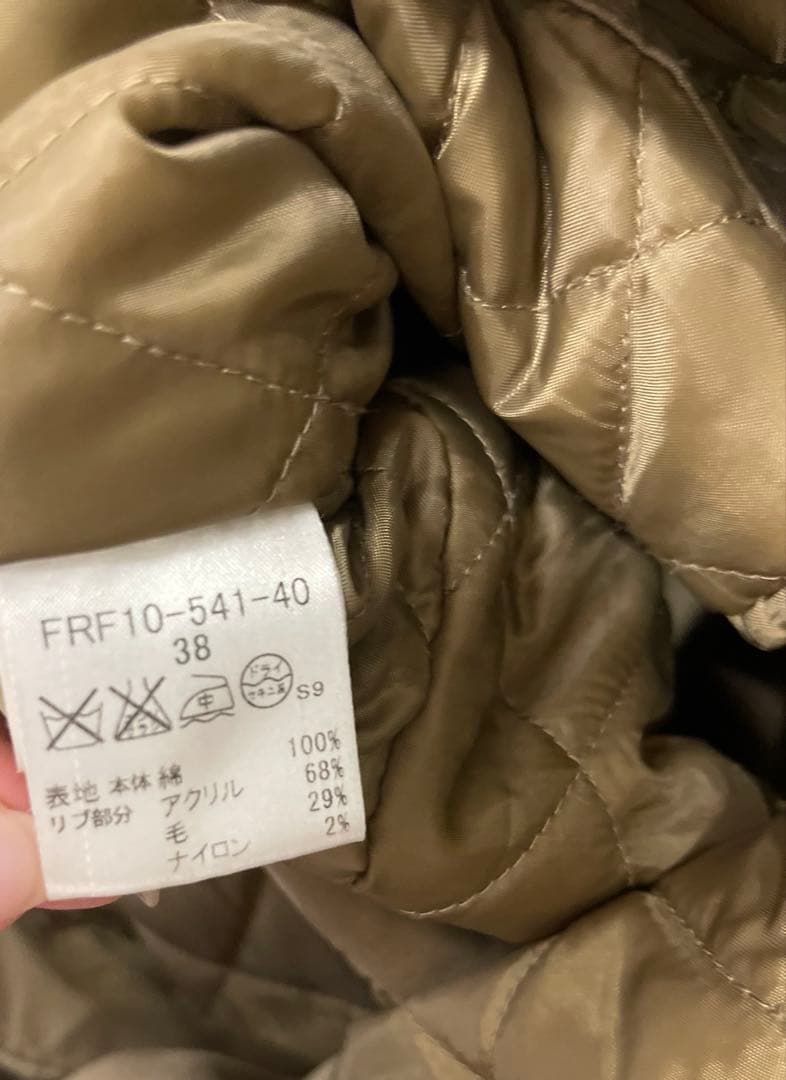 FRF10-541-40
38
中 ドライ セキユ系 S9
表地 本体 綿 100%
リブ部分 アクリル 68%
毛 29%
ナイロン 2%